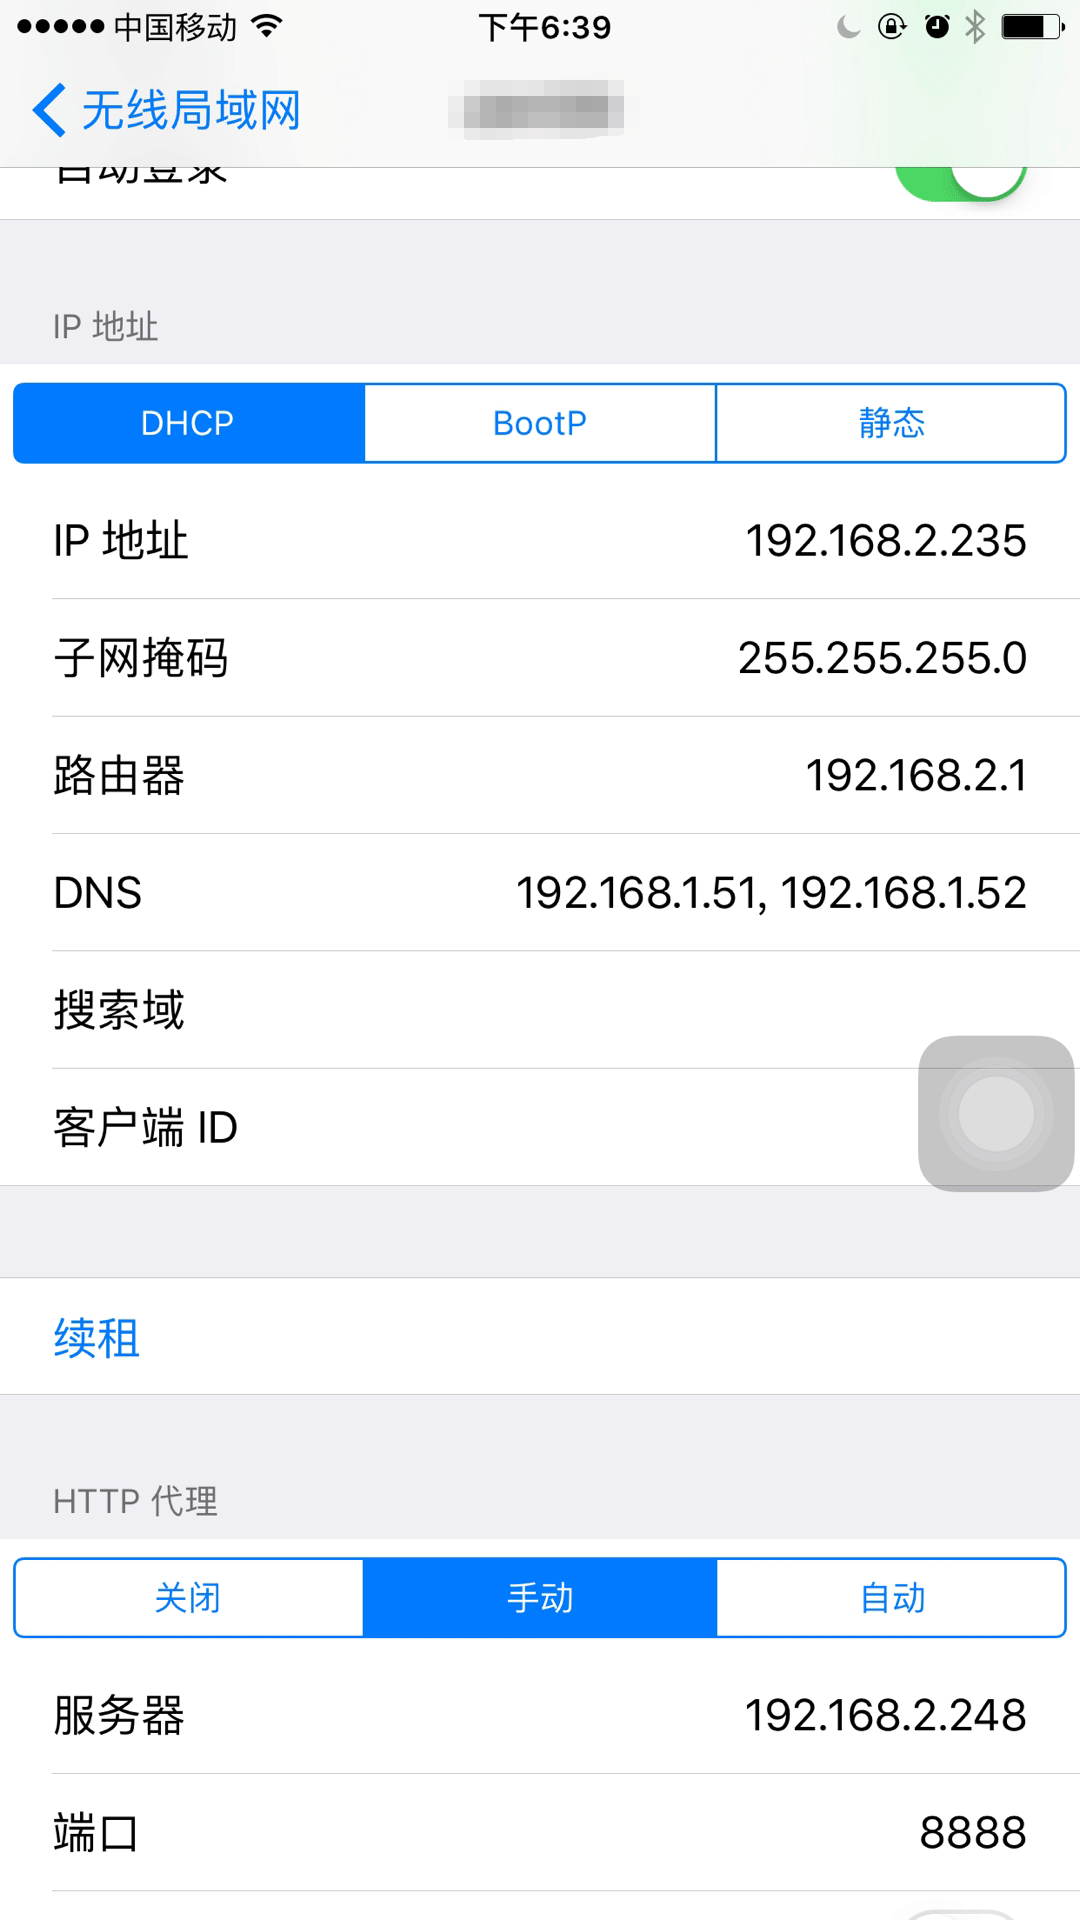 中国移动 下午6:39
无线局域网
自动登录
IP 地址
DHCP BootP 静态
IP 地址 192.168.2.235
子网掩码 255.255.255.0
路由器 192.168.2.1
DNS 192.168.1.51, 192.168.1.52
搜索域
客户端 ID
续租
HTTP 代理
关闭 手动 自动
服务器 192.168.2.248
端口 8888